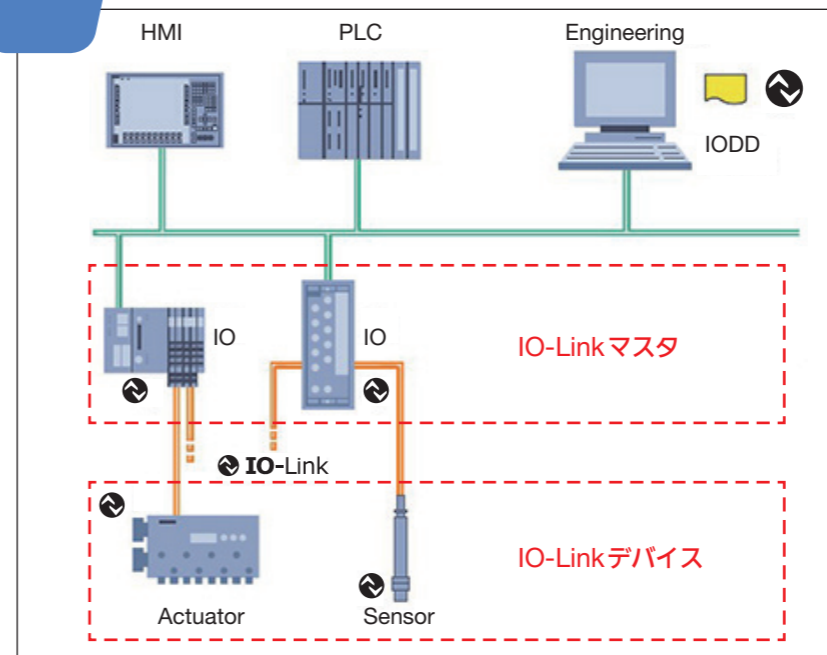 HMI
PLC
Engineering
IODD
IO
IO
IO-Linkマスタ
IO-Link
IO-Linkデバイス
Actuator
Sensor